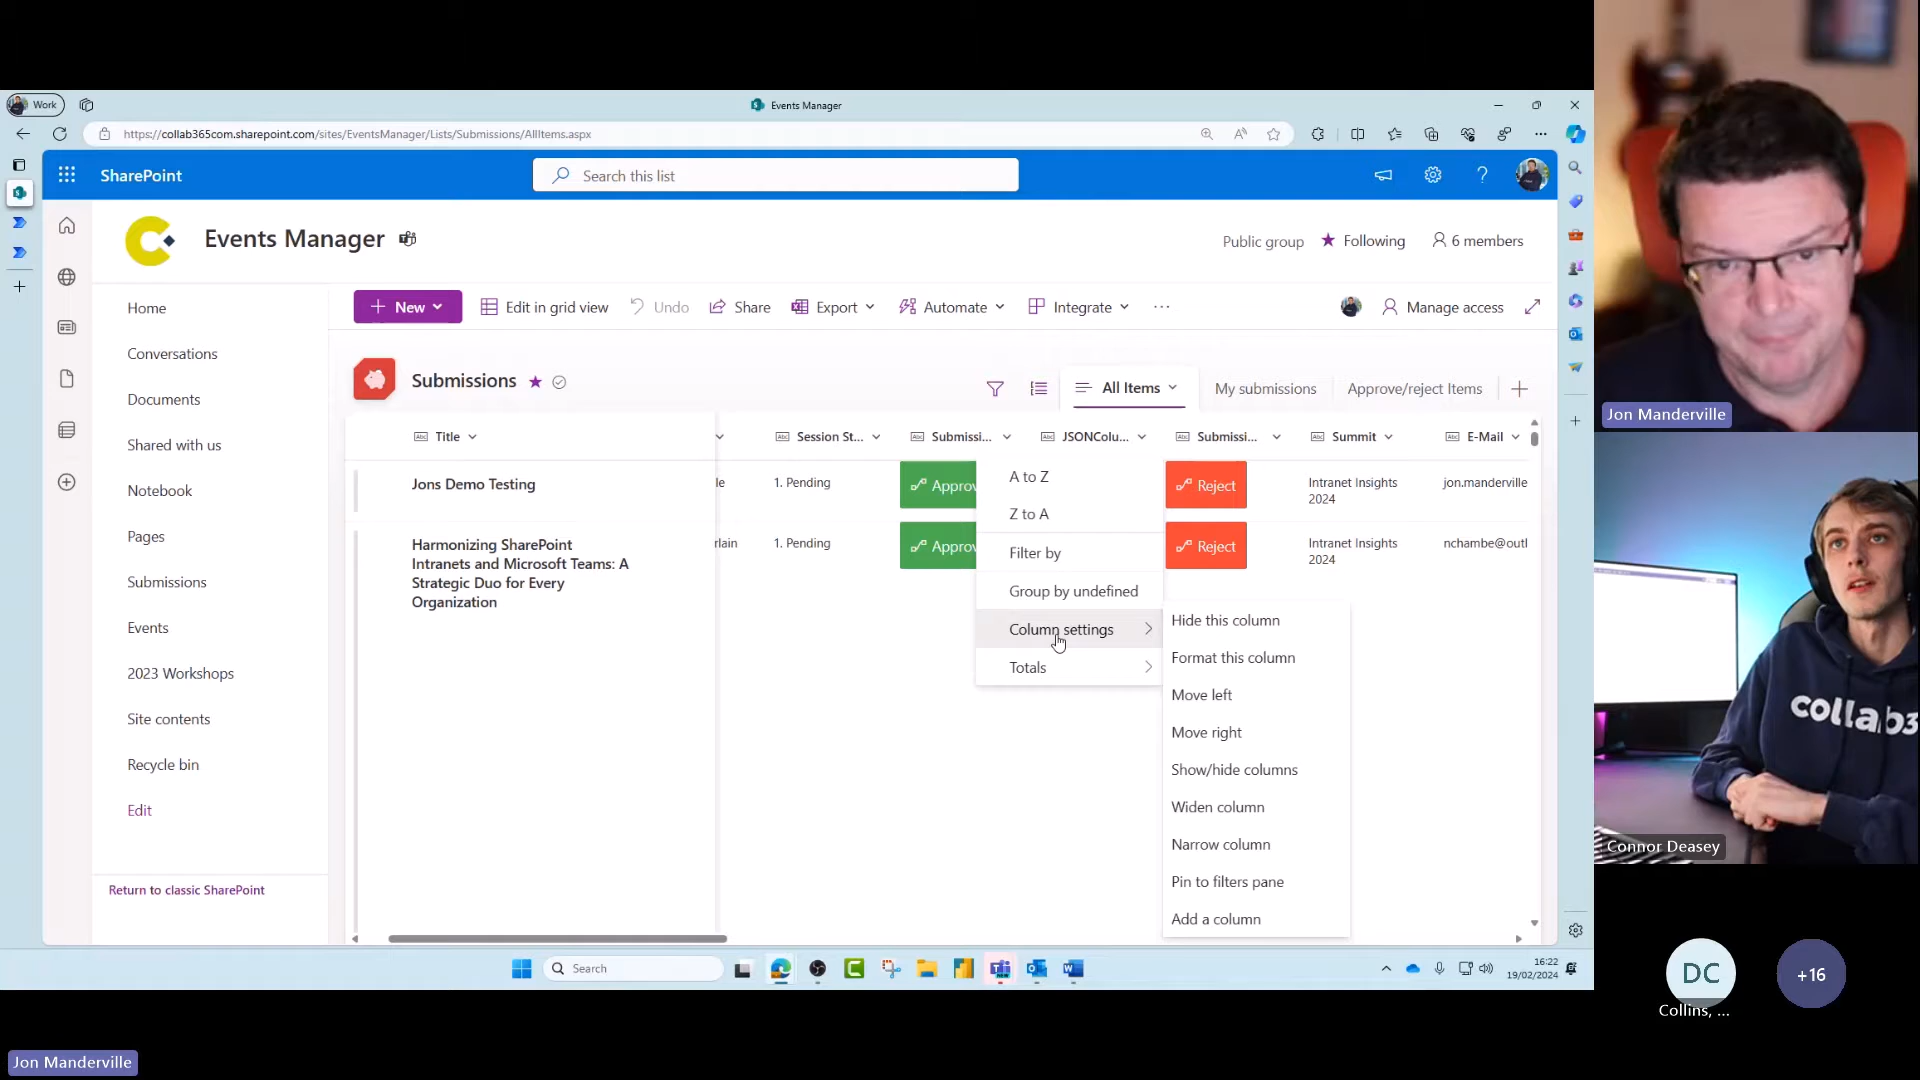 Work
Events Manager
https://collab365com.sharepoint.com/sites/EventsManager/Lists/Submissions/AllItems.aspx
SharePoint
Search this list
Events Manager
Public group
Following
6 members
Home
Conversations
Documents
Shared with us
Notebook
Pages
Submissions
Events
2023 Workshops
Site contents
Recycle bin
Edit
Return to classic SharePoint
New
Edit in grid view
Undo
Share
Export
Automate
Integrate
Manage access
Submissions
All Items
My submissions
Approve/reject Items
Title
Session St...
Submissi...
JSONColu...
Submissi...
Summit
E-Mail
Jons Demo Testing
le
1. Pending
Approv
Reject
Intranet Insights
2024
jon.manderville
Harmonizing SharePoint
Intranets and Microsoft Teams: A
Strategic Duo for Every
Organization
rlain
1. Pending
Approv
Reject
Intranet Insights
2024
nchambe@outl
A to Z
Z to A
Filter by
Group by undefined
Column settings
Totals
Hide this column
Format this column
Move left
Move right
Show/hide columns
Widen column
Narrow column
Pin to filters pane
Add a column
Search
16:22
19/02/2024
Jon Manderville
collab3
Connor Deasey
DC
Collins, ...
+16
Jon Manderville